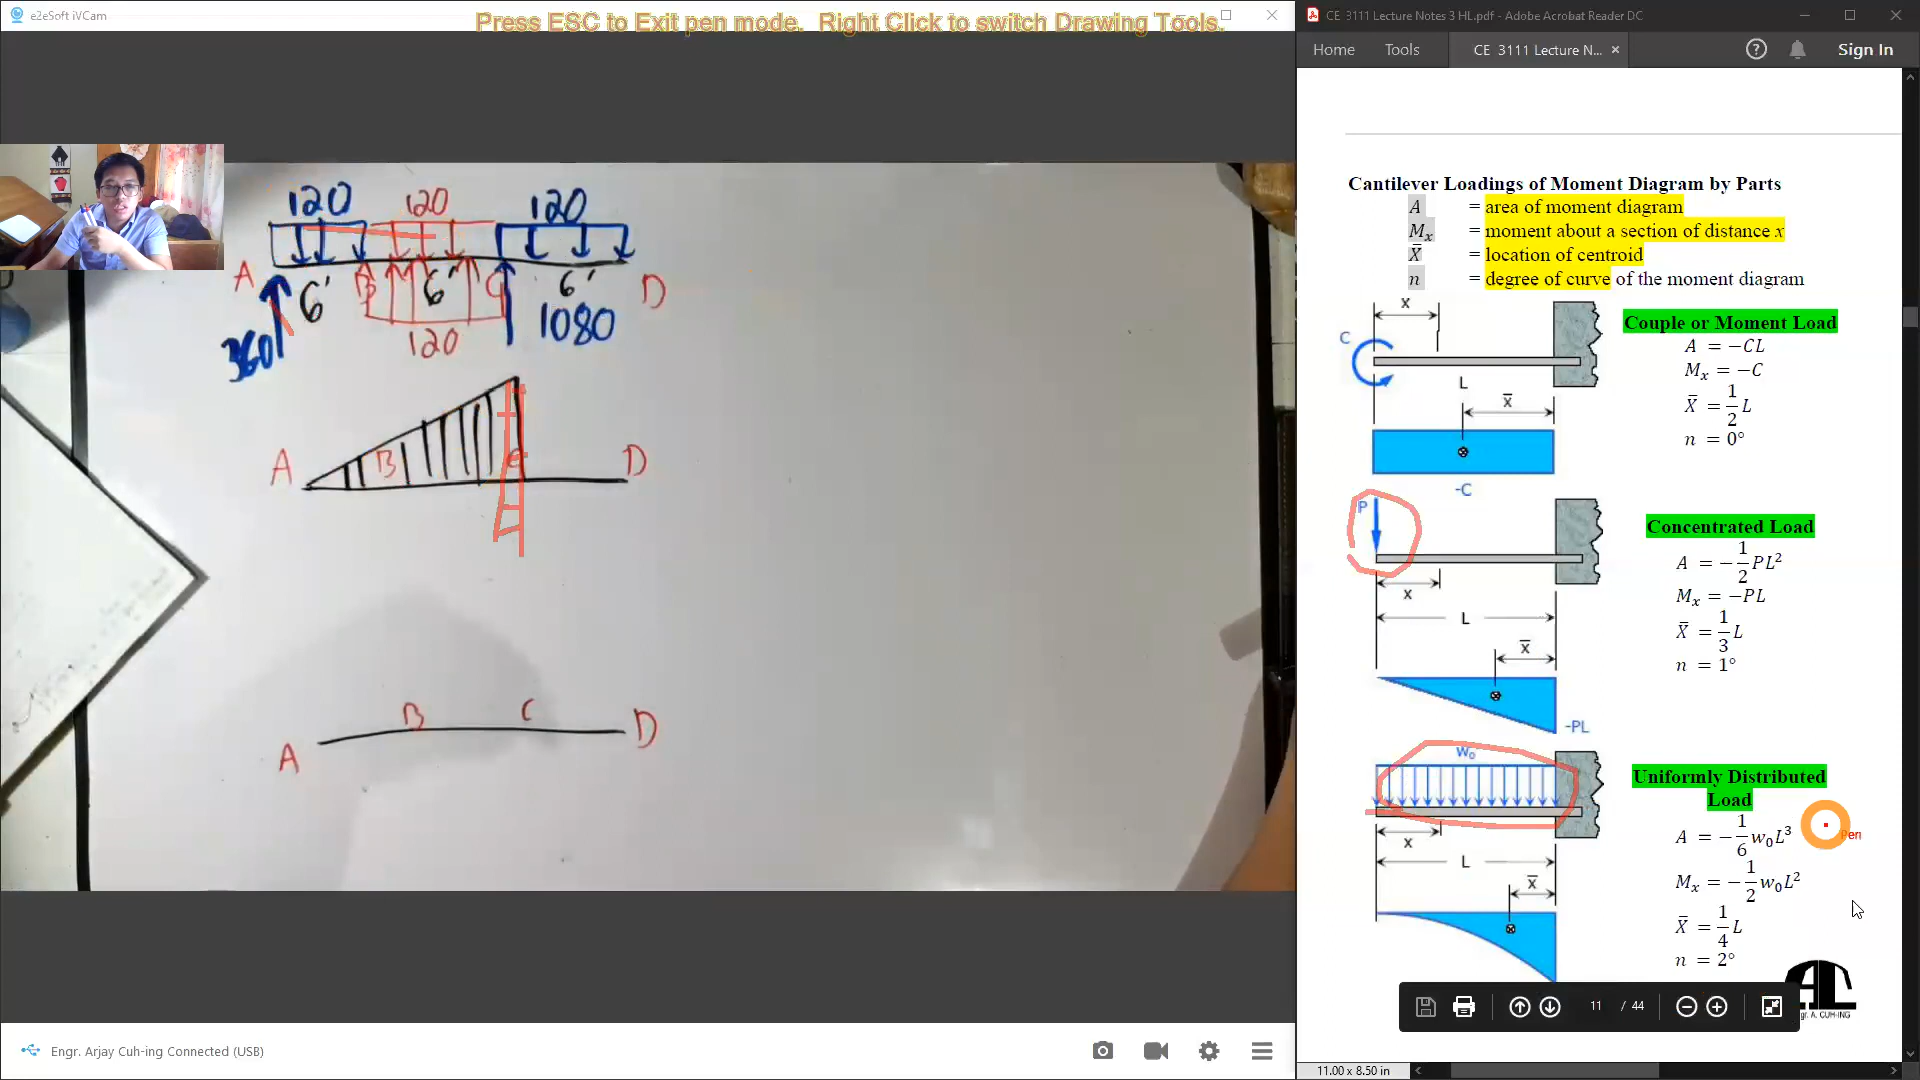 e2eSoft iVCam
Press ESC to Exit pen mode. Right Click to switch Drawing Tools.
120 120 120
A 6' B 6' C 6' D
360 120 1080
A B C D
A B C D
Engr. Arjay Cuh-ing Connected (USB)
CE 3111 Lecture Notes 3 HL.pdf - Adobe Acrobat Reader DC
Home Tools CE 3111 Lecture N... × Sign In
Cantilever Loadings of Moment Diagram by Parts
A = area of moment diagram
Mₓ = moment about a section of distance x
X̄ = location of centroid
n = degree of curve of the moment diagram
x
C
L
x̄
-C
Couple or Moment Load
A = −CL
Mₓ = −C
X̄ = 1/2 L
n = 0°
P
x
L
x̄
-PL
Concentrated Load
A = −1/2 PL²
Mₓ = −PL
X̄ = 1/3 L
n = 1°
w₀
x
L
x̄
Uniformly Distributed
Load
A = −1/6 w₀L³
Pen
Mₓ = −1/2 w₀L²
X̄ = 1/4 L
n = 2°
11 / 44
AC
Engr. A. CUH-ING
11.00 x 8.50 in